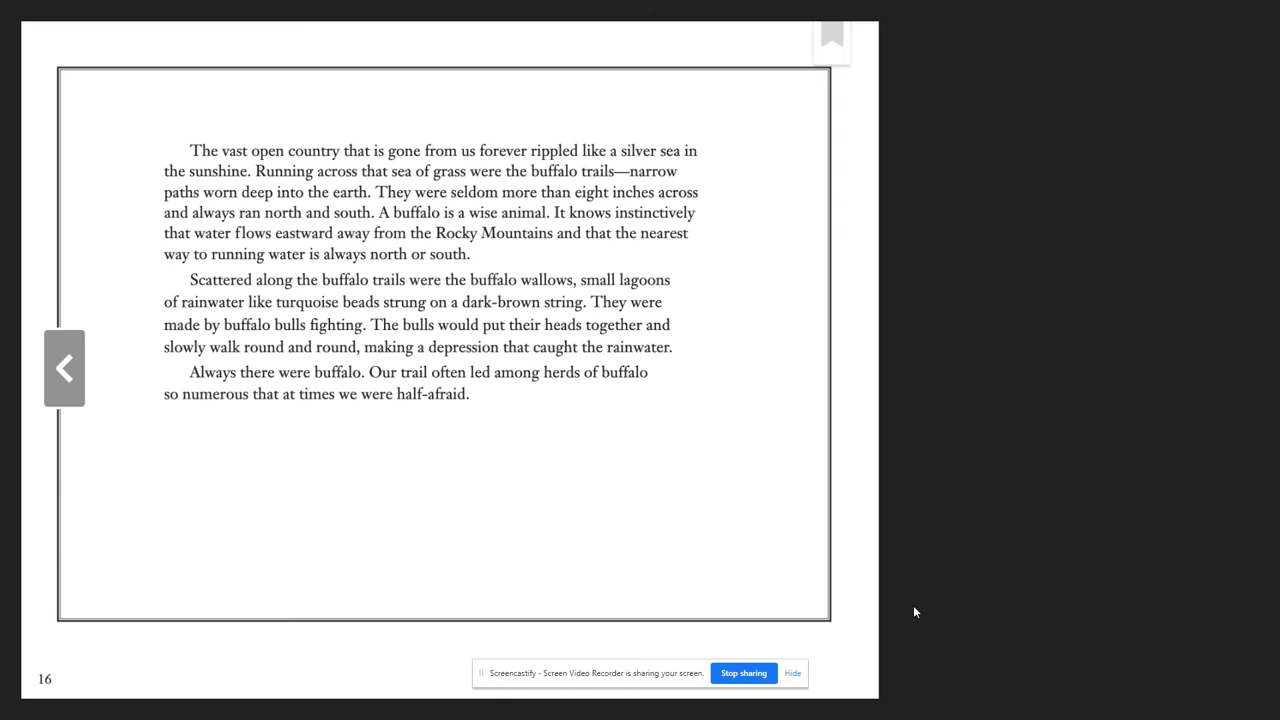 The vast open country that is gone from us forever rippled like a silver sea in
the sunshine. Running across that sea of grass were the buffalo trails—narrow
paths worn deep into the earth. They were seldom more than eight inches across
and always ran north and south. A buffalo is a wise animal. It knows instinctively
that water flows eastward away from the Rocky Mountains and that the nearest
way to running water is always north or south.
Scattered along the buffalo trails were the buffalo wallows, small lagoons
of rainwater like turquoise beads strung on a dark-brown string. They were
made by buffalo bulls fighting. The bulls would put their heads together and
slowly walk round and round, making a depression that caught the rainwater.
Always there were buffalo. Our trail often led among herds of buffalo
so numerous that at times we were half-afraid.
Screencastify - Screen Video Recorder is sharing your screen. Stop sharing Hide
16